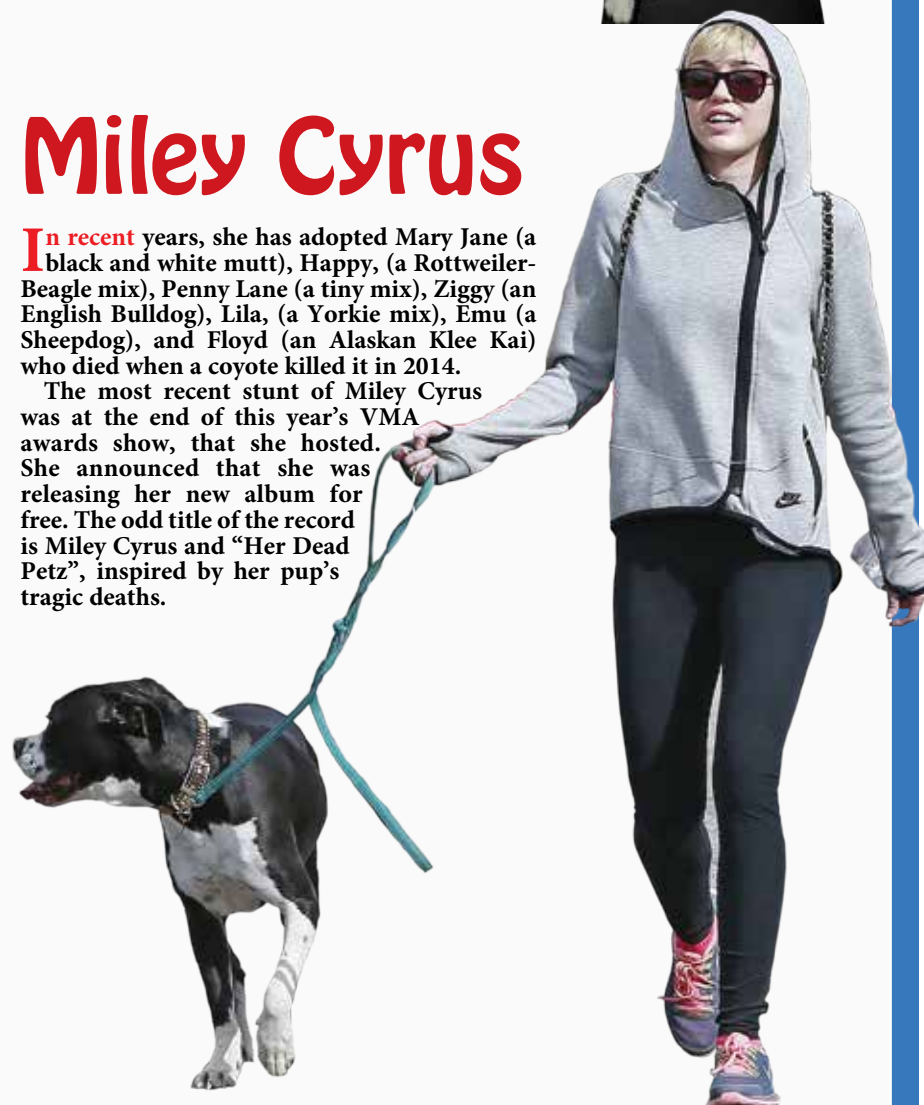 Miley Cyrus
In recent years, she has adopted Mary Jane (a
black and white mutt), Happy, (a Rottweiler-
Beagle mix), Penny Lane (a tiny mix), Ziggy (an
English Bulldog), Lila, (a Yorkie mix), Emu (a
Sheepdog), and Floyd (an Alaskan Klee Kai)
who died when a coyote killed it in 2014.
The most recent stunt of Miley Cyrus
was at the end of this year’s VMA
awards show, that she hosted.
She announced that she was
releasing her new album for
free. The odd title of the record
is Miley Cyrus and “Her Dead
Petz”, inspired by her pup’s
tragic deaths.
NIKE